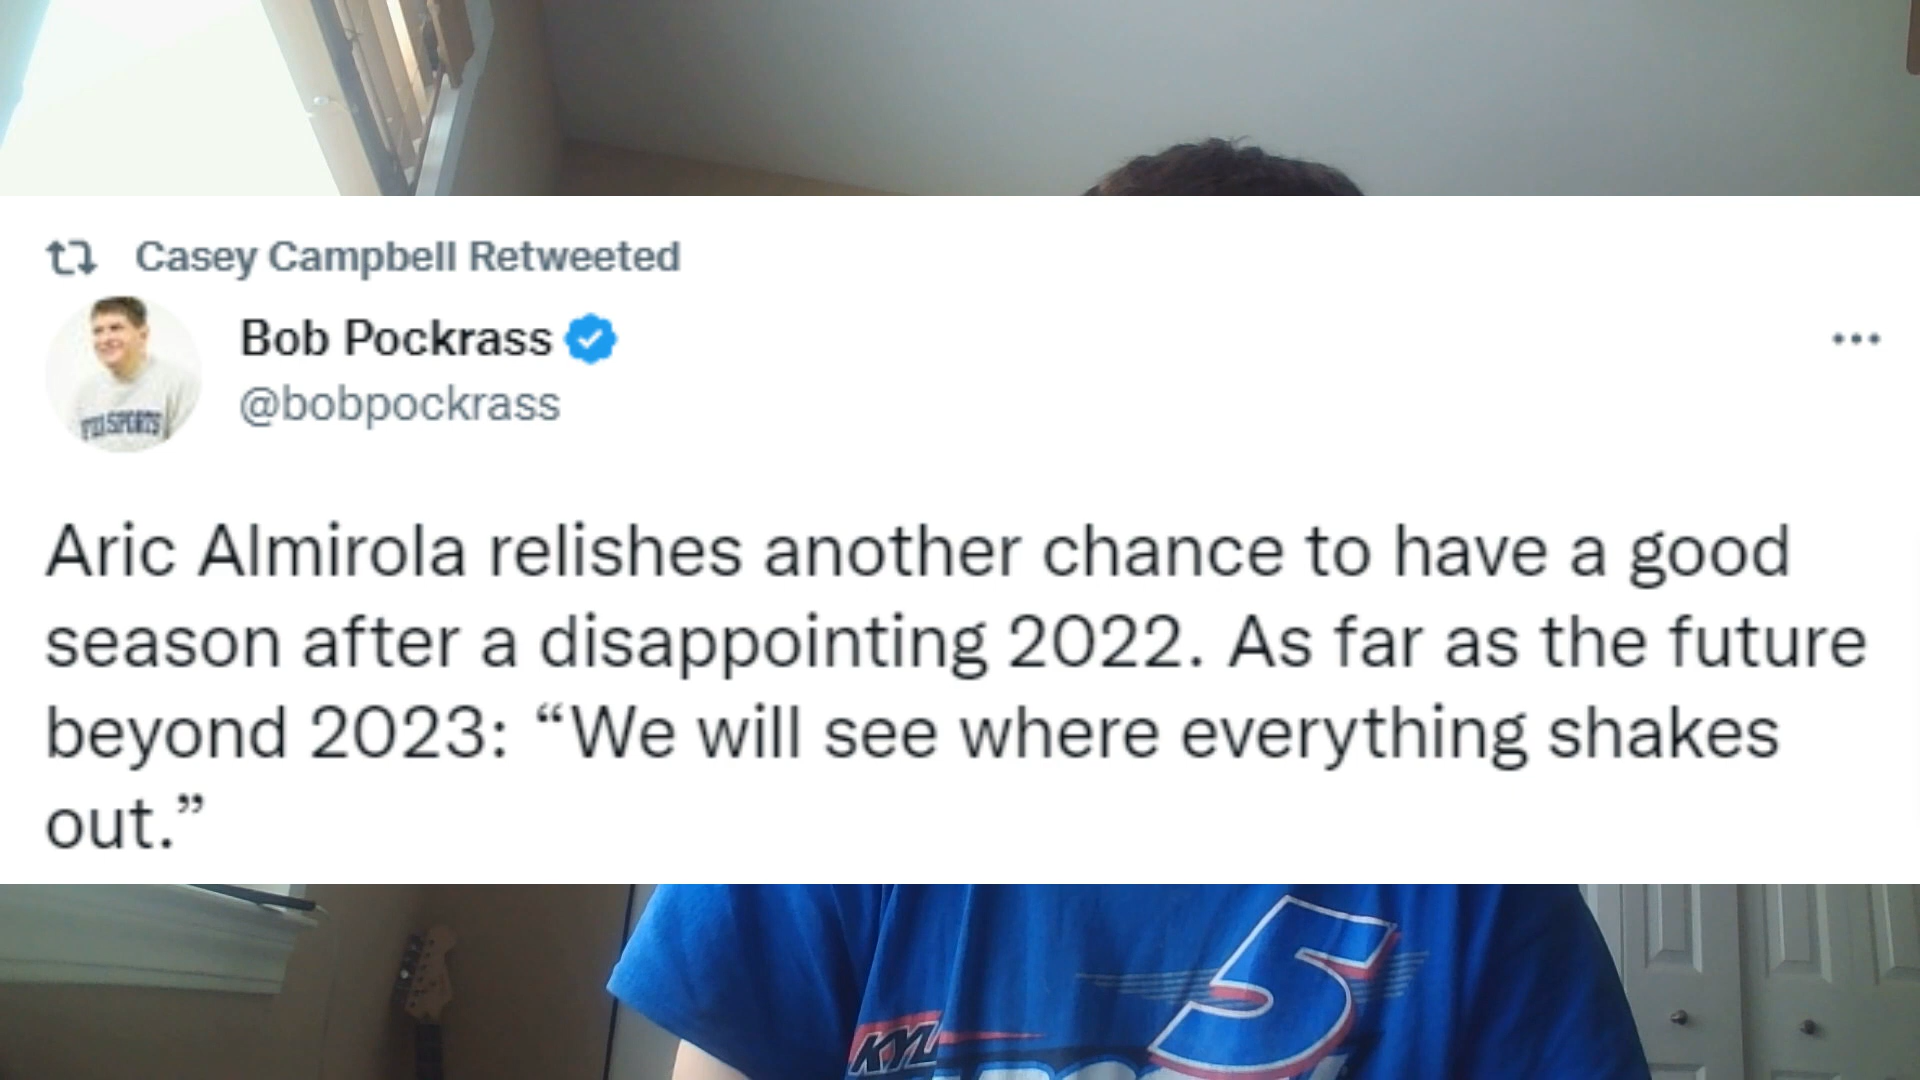 Casey Campbell Retweeted
Bob Pockrass
@bobpockrass
Aric Almirola relishes another chance to have a good
season after a disappointing 2022. As far as the future
beyond 2023: “We will see where everything shakes
out.”
5